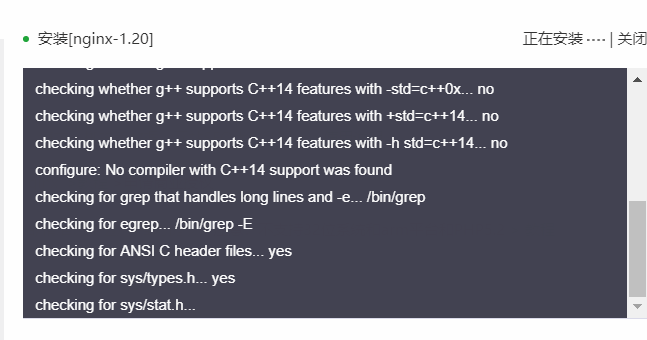 安装[nginx-1.20]
正在安装 ···· | 关闭
checking whether g++ supports C++14 features with -std=c++0x... no
checking whether g++ supports C++14 features with +std=c++14... no
checking whether g++ supports C++14 features with -h std=c++14... no
configure: No compiler with C++14 support was found
checking for grep that handles long lines and -e... /bin/grep
checking for egrep... /bin/grep -E
checking for ANSI C header files... yes
checking for sys/types.h... yes
checking for sys/stat.h...